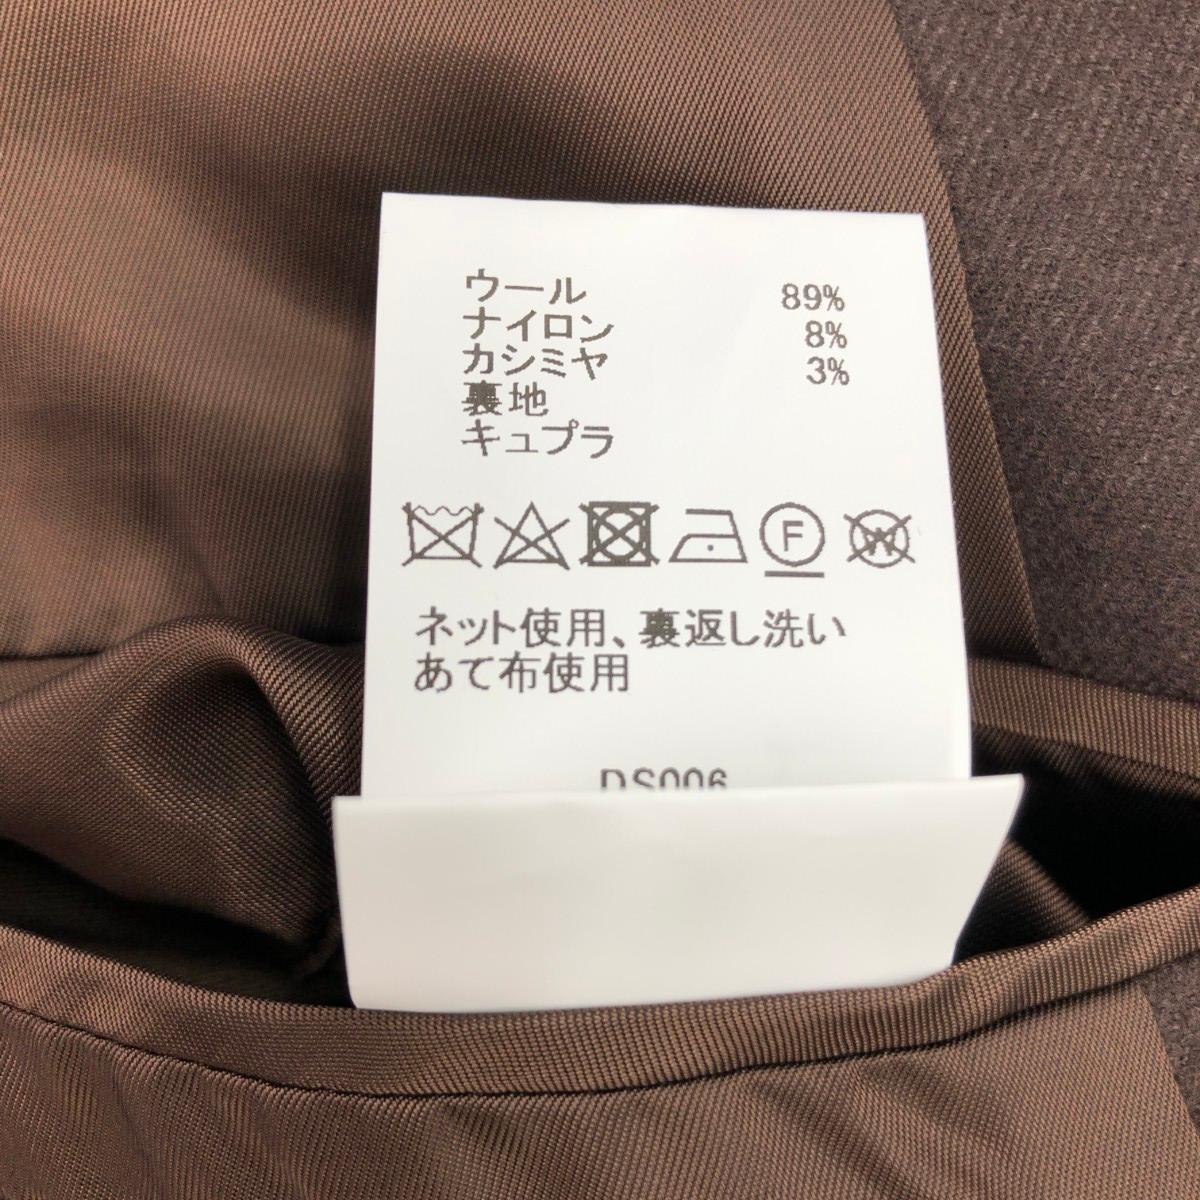 ウール 89%
ナイロン 8%
カシミヤ 3%
裏地
キュプラ
F W
ネット使用、裏返し洗い
あて布使用
DS006